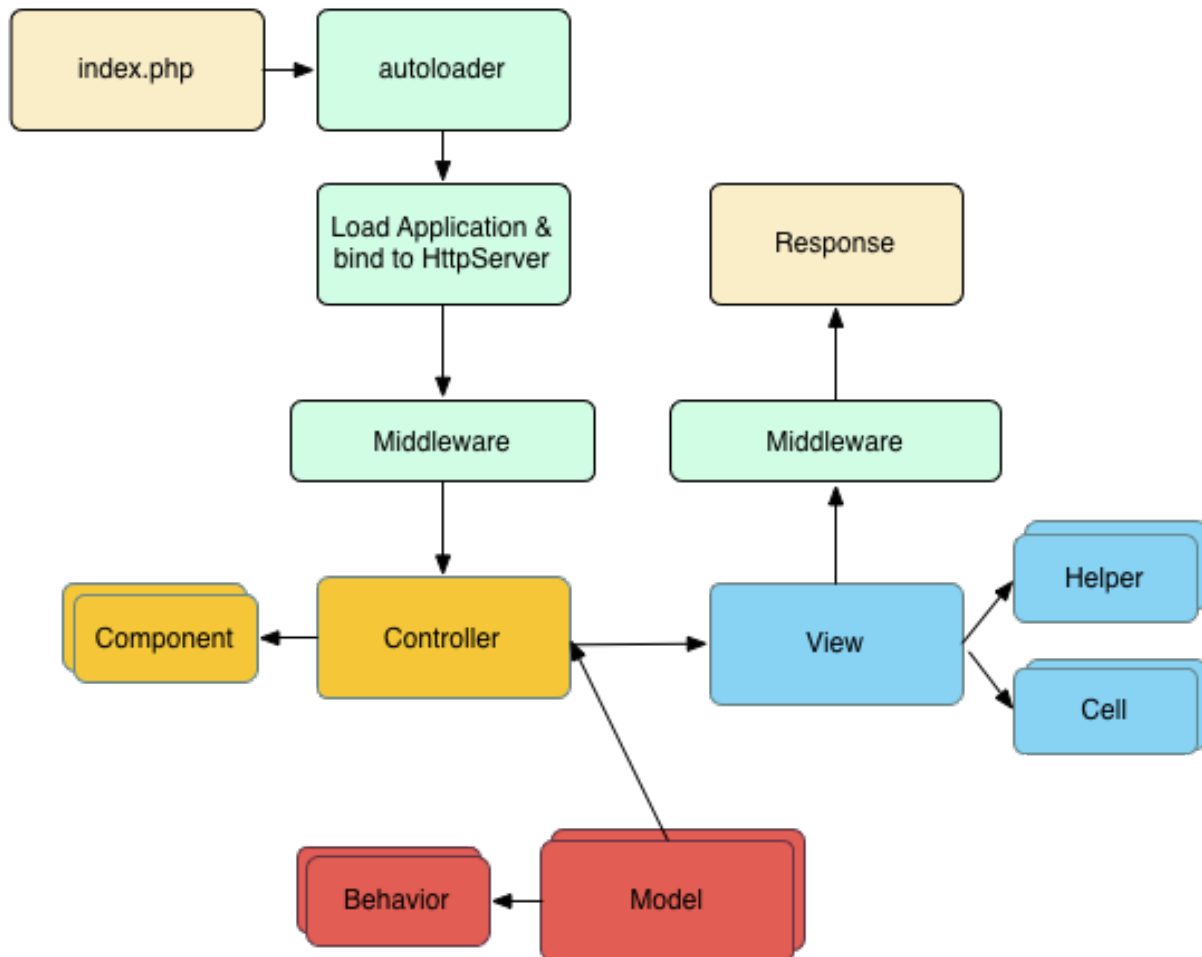 index.php
autoloader
Load Application &
bind to HttpServer
Response
Middleware
Middleware
Component
Controller
View
Helper
Cell
Behavior
Model